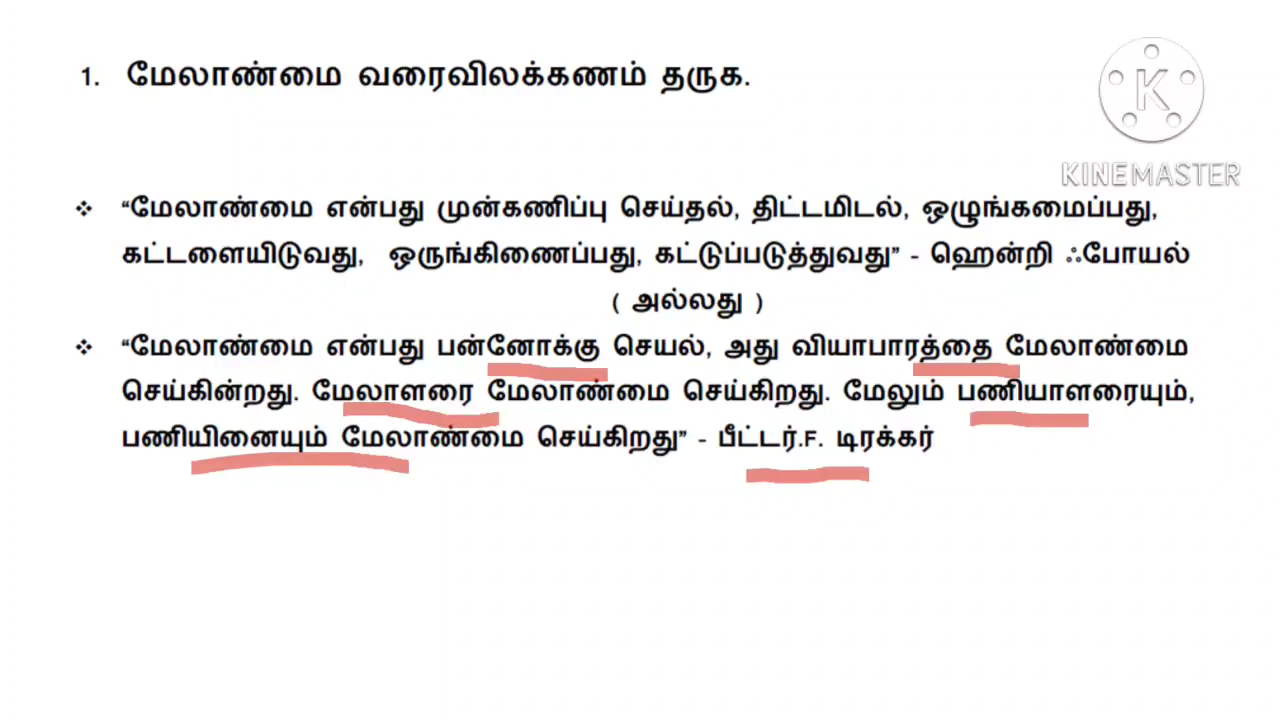 1. மேலாண்மை வரைவிலக்கணம் தருக.
K
KINEMASTER
❖ “மேலாண்மை என்பது முன்கணிப்பு செய்தல், திட்டமிடல், ஒழுங்கமைப்பது,
கட்டளையிடுவது, ஒருங்கிணைப்பது, கட்டுப்படுத்துவது” - ஹென்றி ஃபோயல்
( அல்லது )
❖ “மேலாண்மை என்பது பன்னோக்கு செயல், அது வியாபாரத்தை மேலாண்மை
செய்கின்றது. மேலாளரை மேலாண்மை செய்கிறது. மேலும் பணியாளரையும்,
பணியினையும் மேலாண்மை செய்கிறது” - பீட்டர்.F. டிரக்கர்